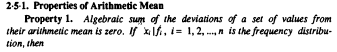 2·5·1. Properties of Arithmetic Mean
Property 1. Algebraic sum of the deviations of a set of values from
their arithmetic mean is zero. If xᵢ|fᵢ, i = 1, 2, ..., n is the frequency distribu-
tion, then